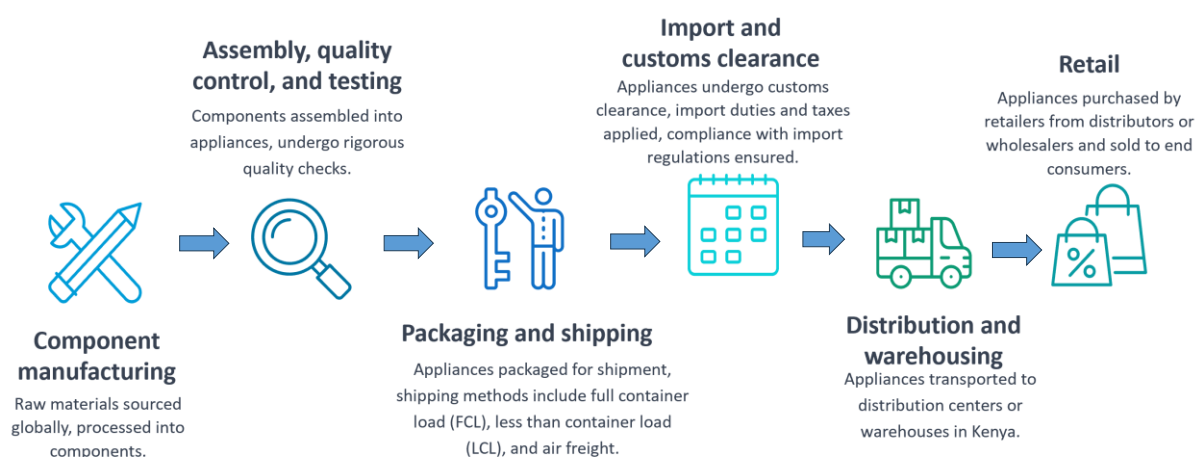 Component
manufacturing
Raw materials sourced
globally, processed into
components.
Assembly, quality
control, and testing
Components assembled into
appliances, undergo rigorous
quality checks.
Packaging and shipping
Appliances packaged for shipment,
shipping methods include full container
load (FCL), less than container load
(LCL), and air freight.
Import and
customs clearance
Appliances undergo customs
clearance, import duties and taxes
applied, compliance with import
regulations ensured.
Distribution and
warehousing
Appliances transported to
distribution centers or
warehouses in Kenya.
Retail
Appliances purchased by
retailers from distributors or
wholesalers and sold to end
consumers.
%